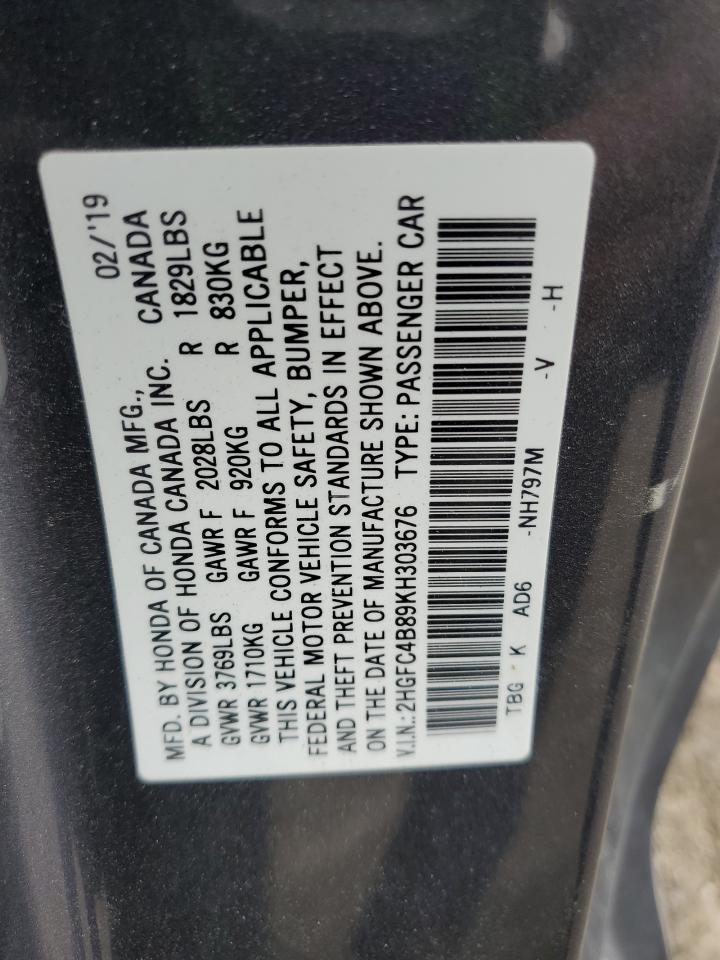 MFD. BY HONDA OF CANADA MFG., 02/'19
A DIVISION OF HONDA CANADA INC. CANADA
GVWR 3769LBS GAWR F 2028LBS R 1829LBS
GVWR 1710KG GAWR F 920KG R 830KG
THIS VEHICLE CONFORMS TO ALL APPLICABLE
FEDERAL MOTOR VEHICLE SAFETY, BUMPER,
AND THEFT PREVENTION STANDARDS IN EFFECT
ON THE DATE OF MANUFACTURE SHOWN ABOVE.
V.I.N.: 2HGFC4B89KH303676 TYPE: PASSENGER CAR
TBG K AD6 -NH797M -V -H